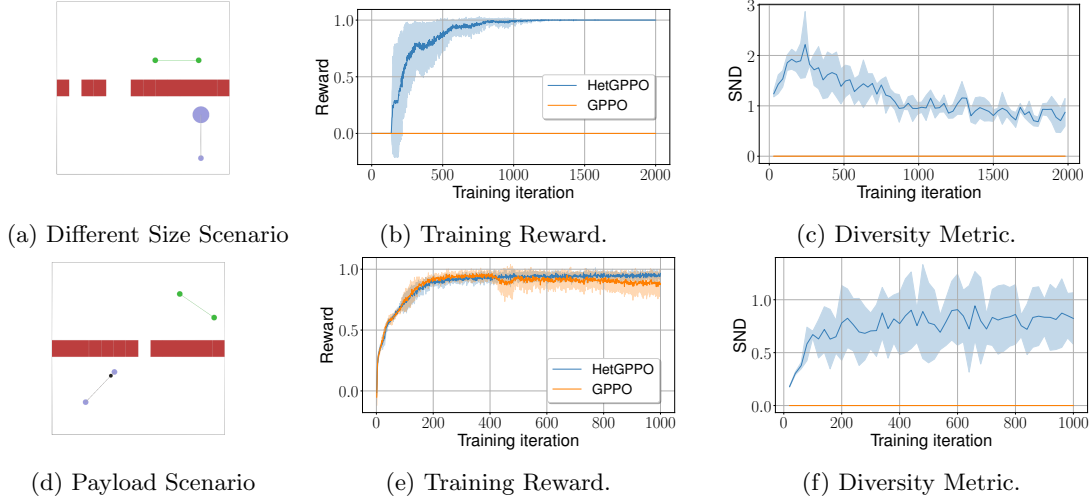 1.0
0.5
0.0
Reward
HetGPPO
GPPO
0
500
1000
1500
2000
Training iteration
3
2
1
0
SND
0
500
1000
1500
2000
Training iteration
(a) Different Size Scenario
(b) Training Reward.
(c) Diversity Metric.
1.0
0.5
0.0
Reward
HetGPPO
GPPO
0
200
400
600
800
1000
Training iteration
1.0
0.5
0.0
SND
0
200
400
600
800
1000
Training iteration
(d) Payload Scenario
(e) Training Reward.
(f) Diversity Metric.